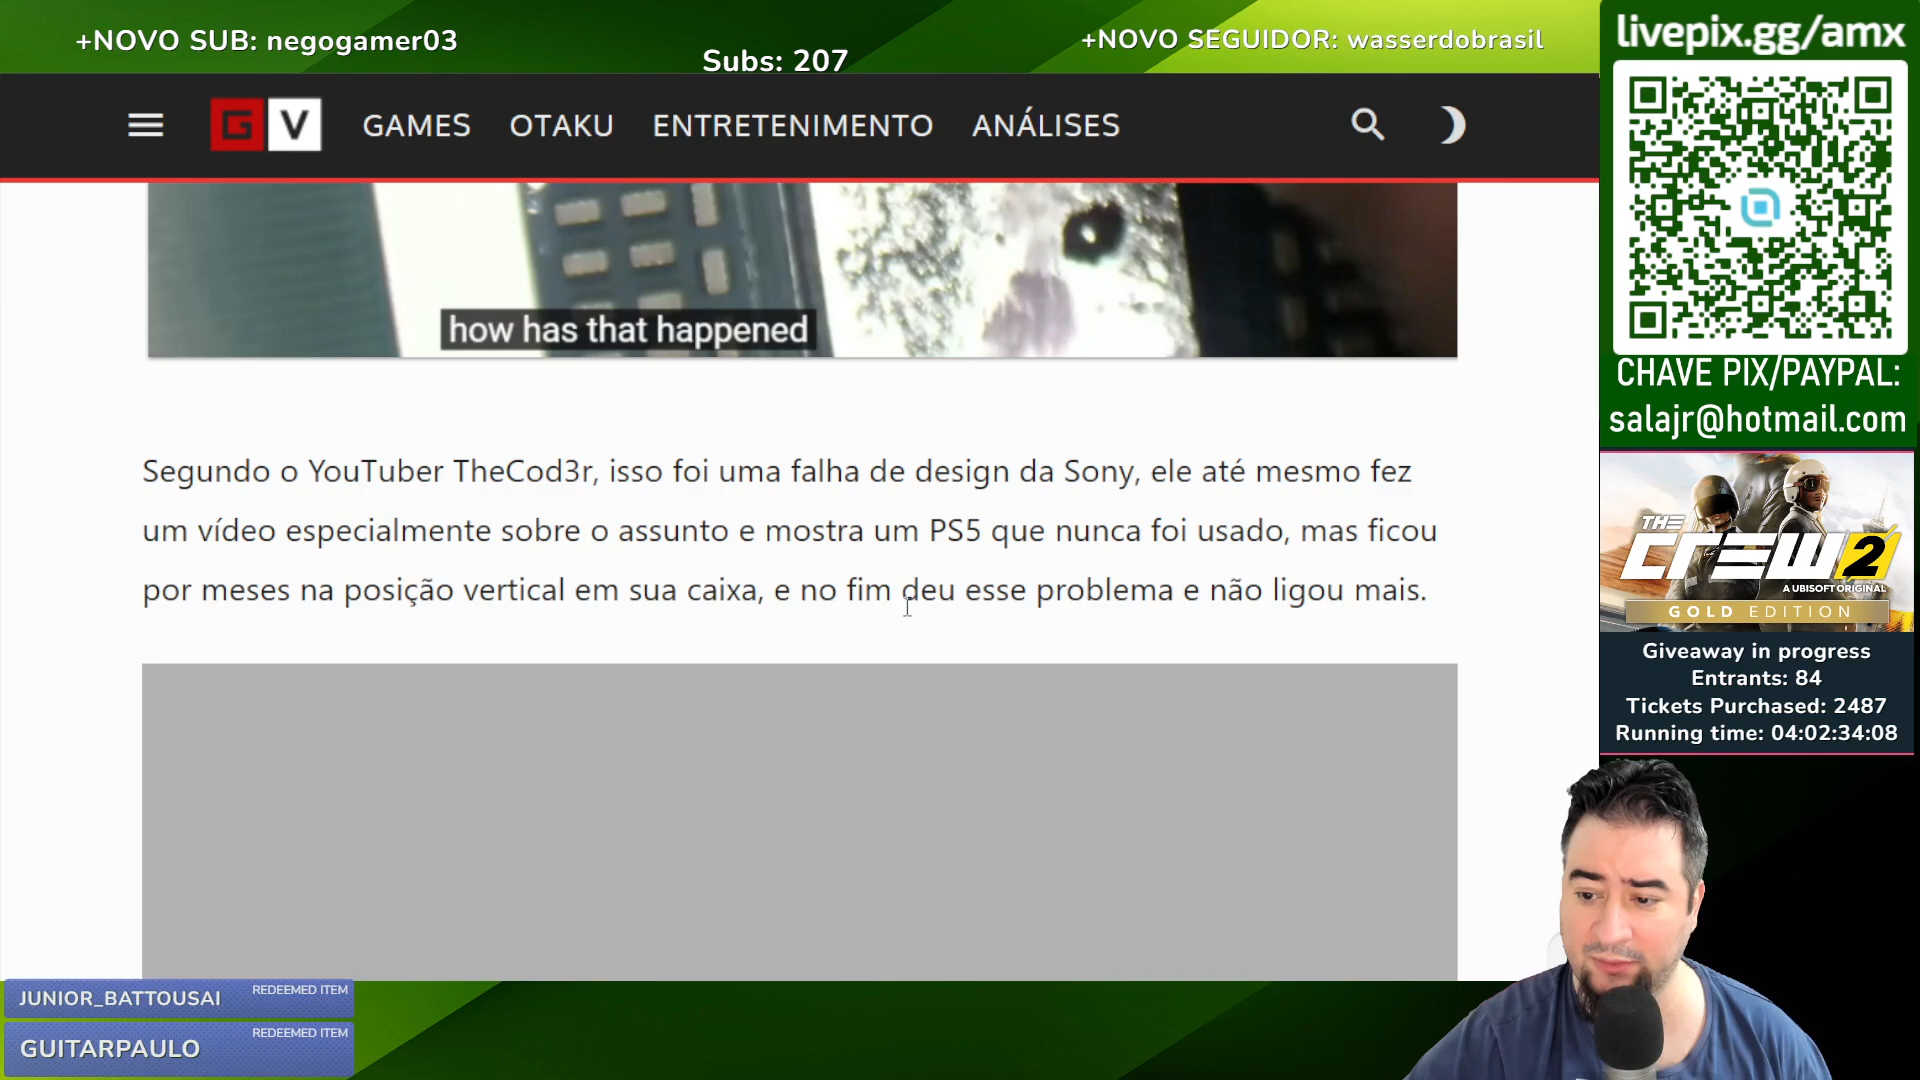 +NOVO SUB: negogamer03
Subs: 207
+NOVO SEGUIDOR: wasserdobrasil
livepix.gg/amx
G V
GAMES
OTAKU
ENTRETENIMENTO
ANÁLISES
how has that happened
Segundo o YouTuber TheCod3r, isso foi uma falha de design da Sony, ele até mesmo fez
um vídeo especialmente sobre o assunto e mostra um PS5 que nunca foi usado, mas ficou
por meses na posição vertical em sua caixa, e no fim deu esse problema e não ligou mais.
CHAVE PIX/PAYPAL:
salajr@hotmail.com
THE
CREW 2
A UBISOFT ORIGINAL
GOLD EDITION
Giveaway in progress
Entrants: 84
Tickets Purchased: 2487
Running time: 04:02:34:08
JUNIOR_BATTOUSAI
REDEEMED ITEM
GUITARPAULO
REDEEMED ITEM